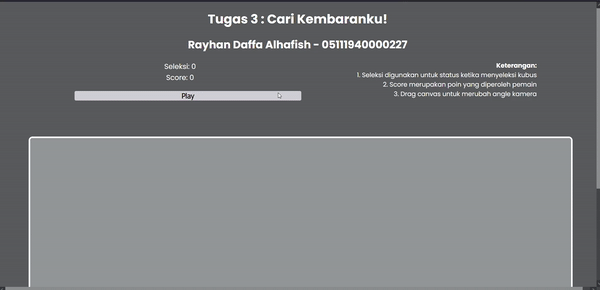 Tugas 3 : Cari Kembaranku!
Rayhan Daffa Alhafish - 05111940000227
Seleksi: 0
Score: 0
Play
Keterangan:
1. Seleksi digunakan untuk status ketika menyeleksi kubus
2. Score merupakan poin yang diperoleh pemain
3. Drag canvas untuk merubah angle kamera